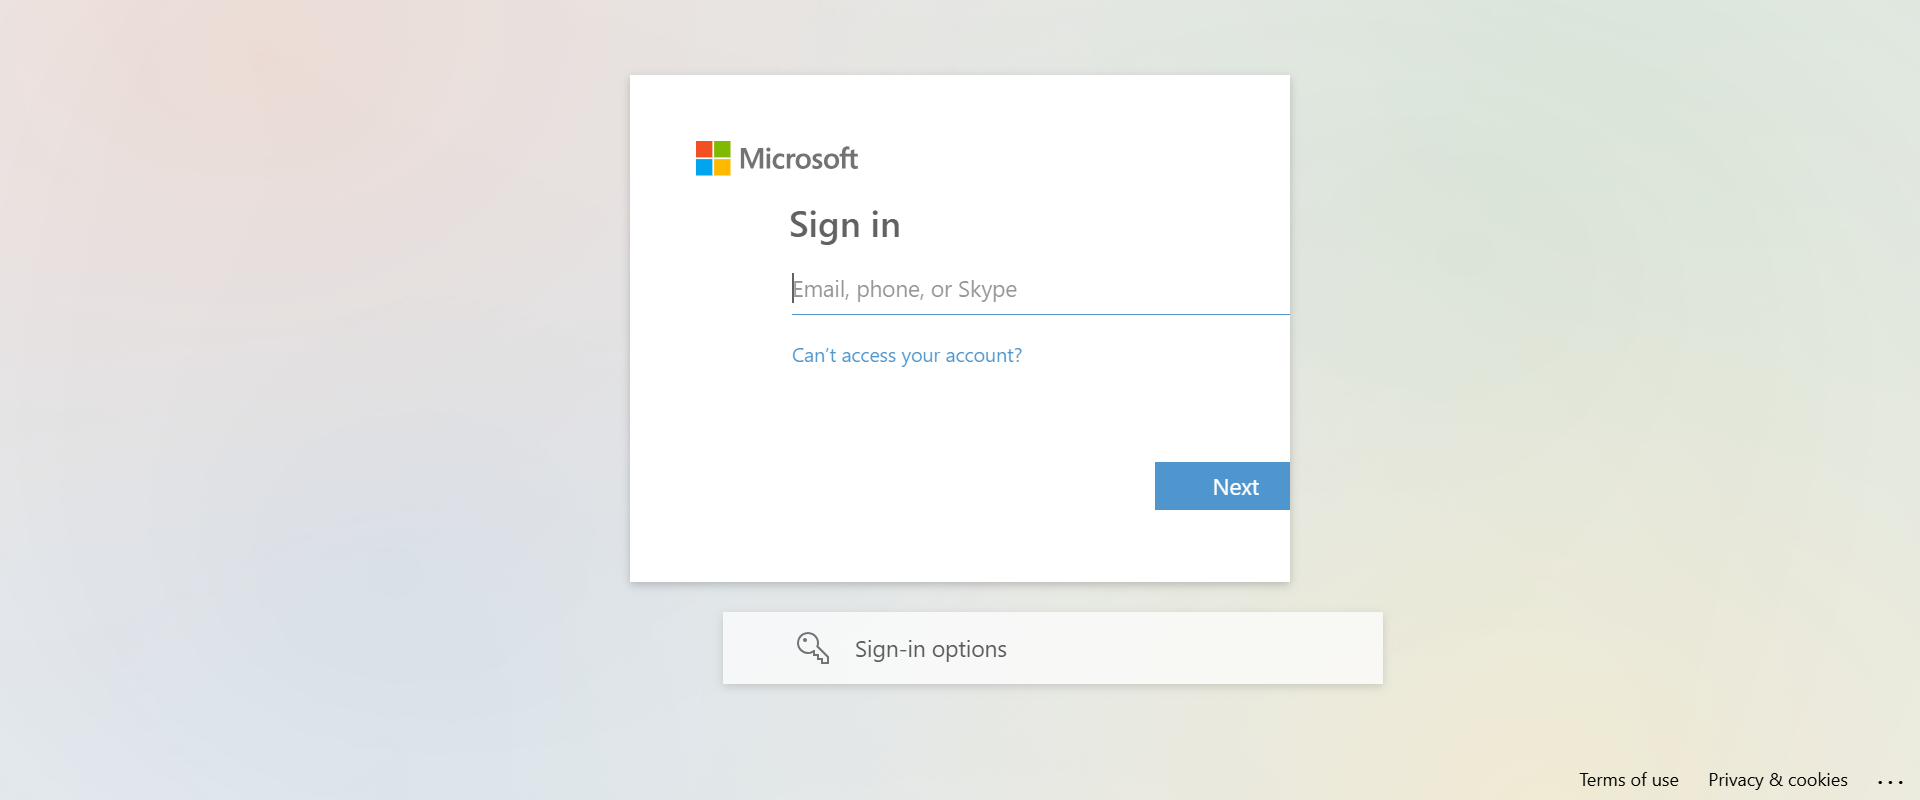 Microsoft
Sign in
Email, phone, or Skype
Can't access your account?
Next
Sign-in options
Terms of use
Privacy & cookies
...